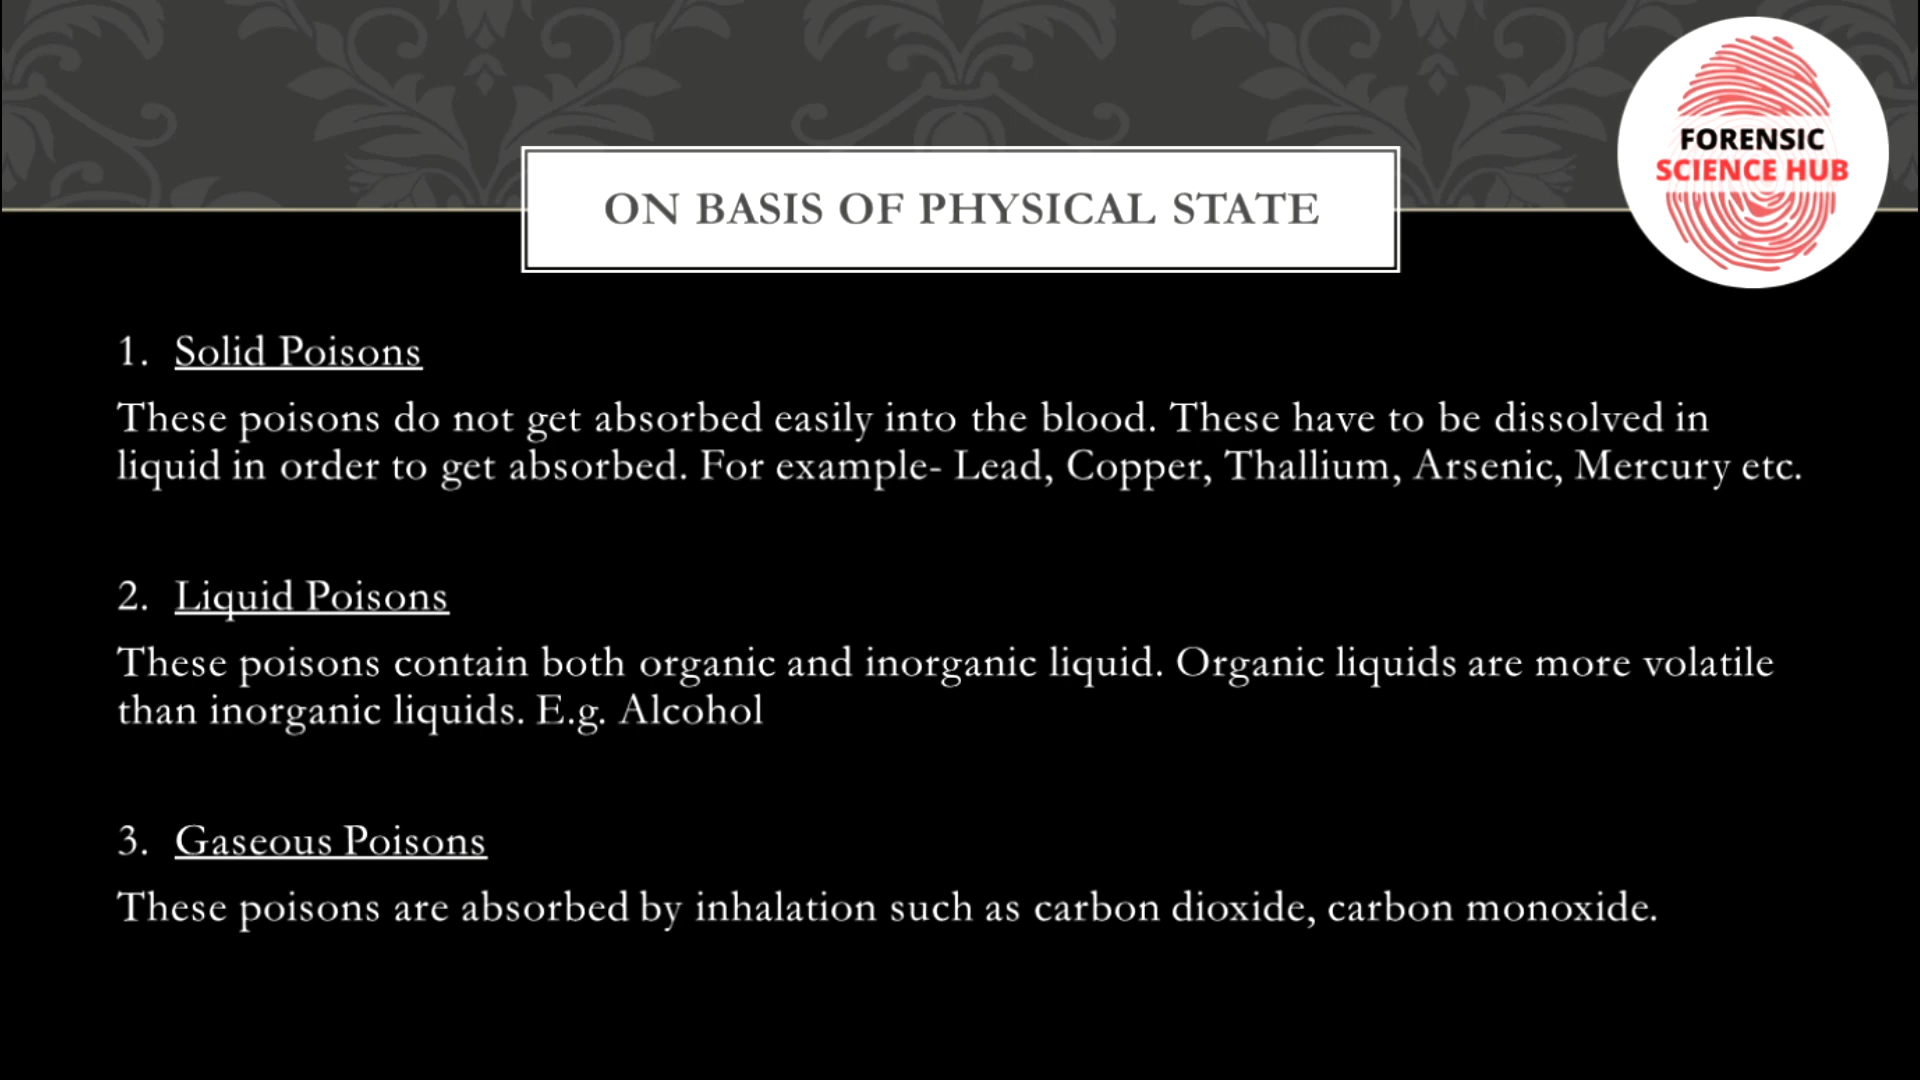 FORENSIC
SCIENCE HUB
ON BASIS OF PHYSICAL STATE
1. Solid Poisons
These poisons do not get absorbed easily into the blood. These have to be dissolved in
liquid in order to get absorbed. For example- Lead, Copper, Thallium, Arsenic, Mercury etc.
2. Liquid Poisons
These poisons contain both organic and inorganic liquid. Organic liquids are more volatile
than inorganic liquids. E.g. Alcohol
3. Gaseous Poisons
These poisons are absorbed by inhalation such as carbon dioxide, carbon monoxide.